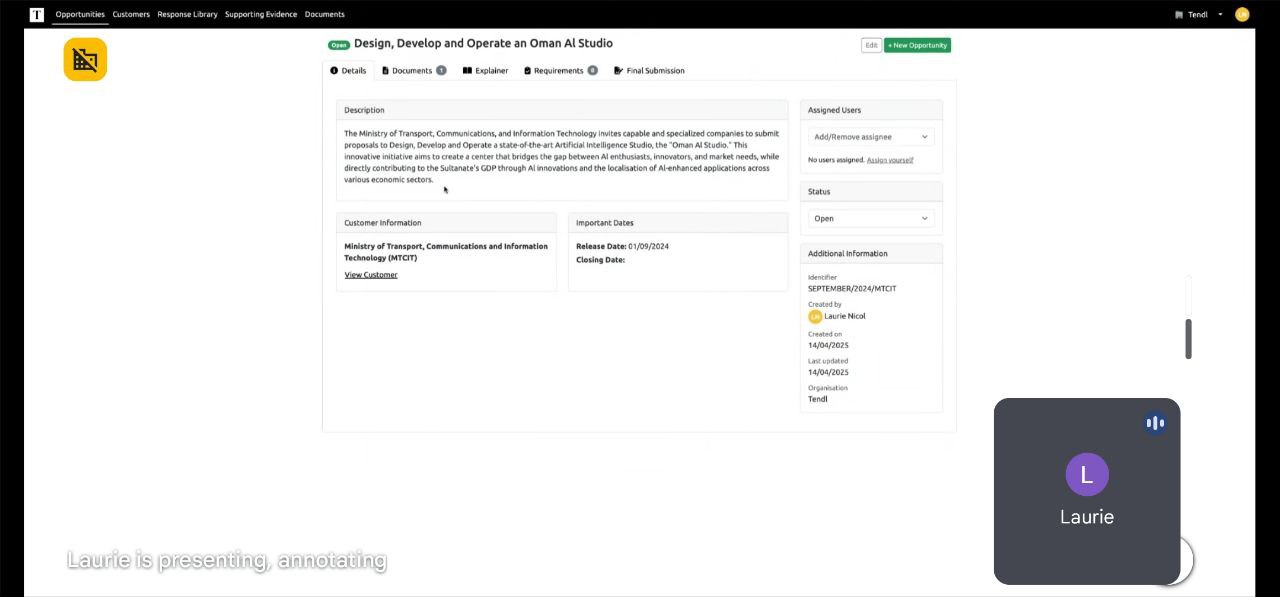 T Opportunities Customers Response Library Supporting Evidence Documents Tendl LN
Open Design, Develop and Operate an Oman AI Studio Edit + New Opportunity
Details Documents 1 Explainer Requirements 0 Final Submission
Description
The Ministry of Transport, Communications, and Information Technology invites capable and specialized companies to submit
proposals to Design, Develop and Operate a state-of-the-art Artificial Intelligence Studio, the "Oman AI Studio." This
innovative initiative aims to create a center that bridges the gap between AI enthusiasts, innovators, and market needs, while
directly contributing to the Sultanate's GDP through AI innovations and the localisation of AI-enhanced applications across
various economic sectors.
Customer Information
Ministry of Transport, Communications and Information
Technology (MTCIT)
View Customer
Important Dates
Release Date: 01/09/2024
Closing Date:
Assigned Users
Add/Remove assignee
No users assigned. Assign yourself
Status
Open
Additional Information
Identifier
SEPTEMBER/2024/MTCIT
Created by
LN Laurie Nicol
Created on
14/04/2025
Last updated
14/04/2025
Organisation
Tendl
L
Laurie
Laurie is presenting, annotating